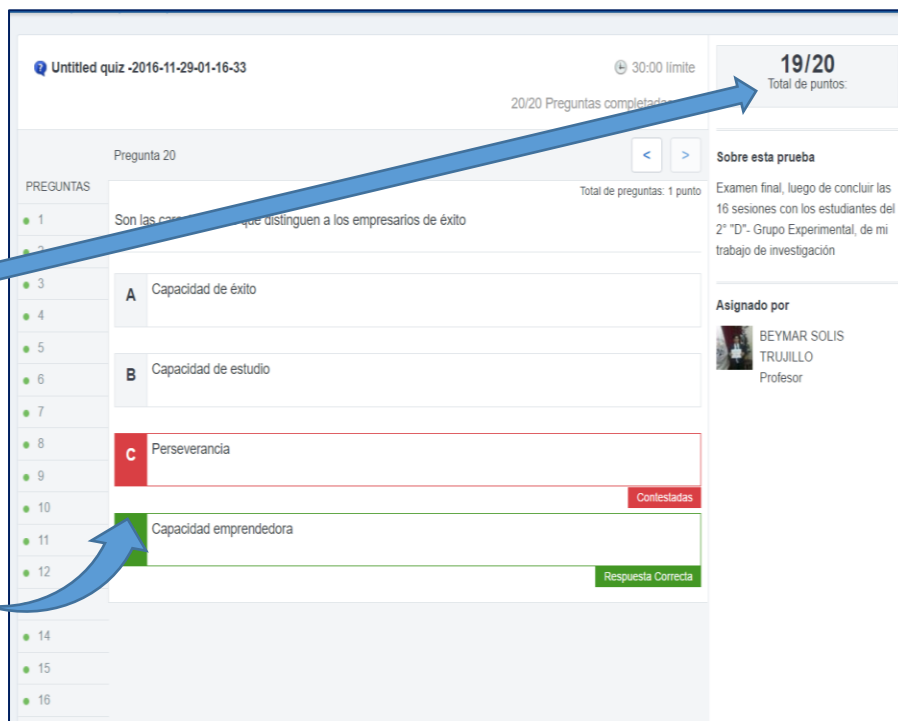 Untitled quiz -2016-11-29-01-16-33
30:00 límite
20/20 Preguntas completadas
19/20
Total de puntos:
Pregunta 20
< >
PREGUNTAS
Total de preguntas: 1 punto
Son las que distinguen a los empresarios de éxito
1
3
4
5
6
7
8
9
10
11
12
14
15
16
A Capacidad de éxito
B Capacidad de estudio
C Perseverancia
Contestadas
Capacidad emprendedora
Respuesta Correcta
Sobre esta prueba
Examen final, luego de concluir las
16 sesiones con los estudiantes del
2° "D"- Grupo Experimental, de mi
trabajo de investigación
Asignado por
BEYMAR SOLIS
TRUJILLO
Profesor